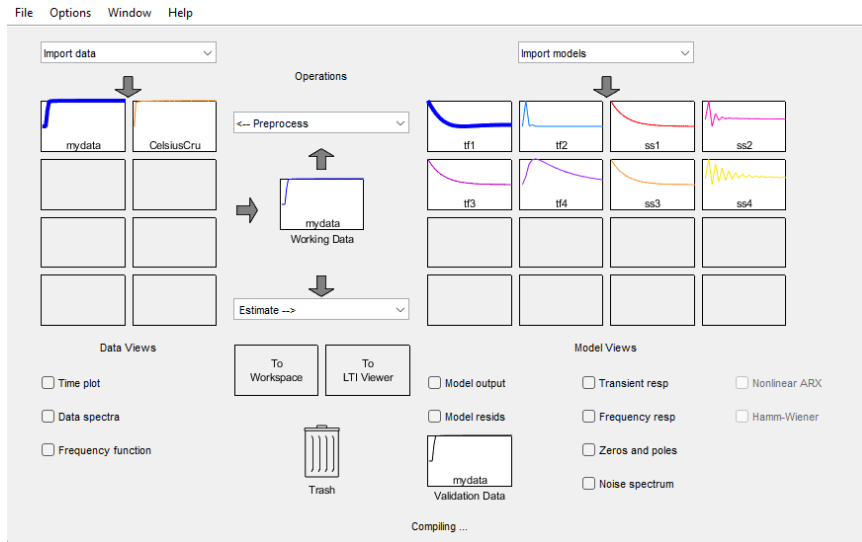 File Options Window Help
Import data
Import models
Operations
<-- Preprocess
mydata
CelsiusCru
tf1
tf2
ss1
ss2
tf3
tf4
ss3
ss4
mydata
Working Data
Estimate -->
Data Views
Model Views
To
Workspace
To
LTI Viewer
Time plot
Data spectra
Frequency function
Model output
Model resids
Transient resp
Frequency resp
Zeros and poles
Noise spectrum
Nonlinear ARX
Hamm-Wiener
Trash
mydata
Validation Data
Compiling ...